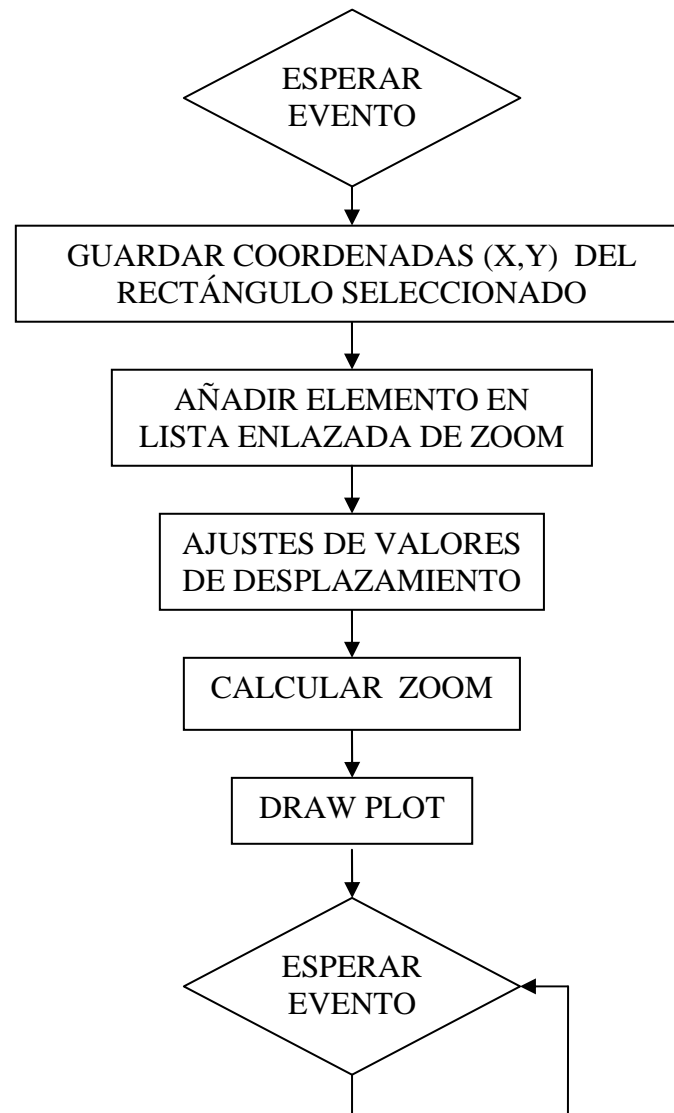 ESPERAR
EVENTO
GUARDAR COORDENADAS (X,Y) DEL
RECTÁNGULO SELECCIONADO
AÑADIR ELEMENTO EN
LISTA ENLAZADA DE ZOOM
AJUSTES DE VALORES
DE DESPLAZAMIENTO
CALCULAR ZOOM
DRAW PLOT
ESPERAR
EVENTO